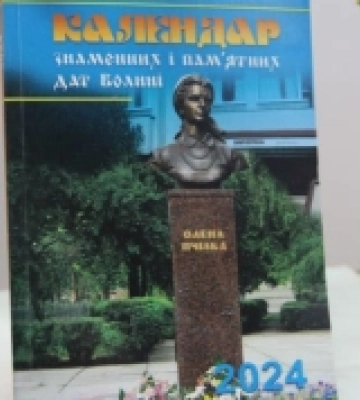 КАЛЕНДАР
знаменних і пам'ятних
дат Волині
ОЛЕНА
ПЧІЛКА
2024